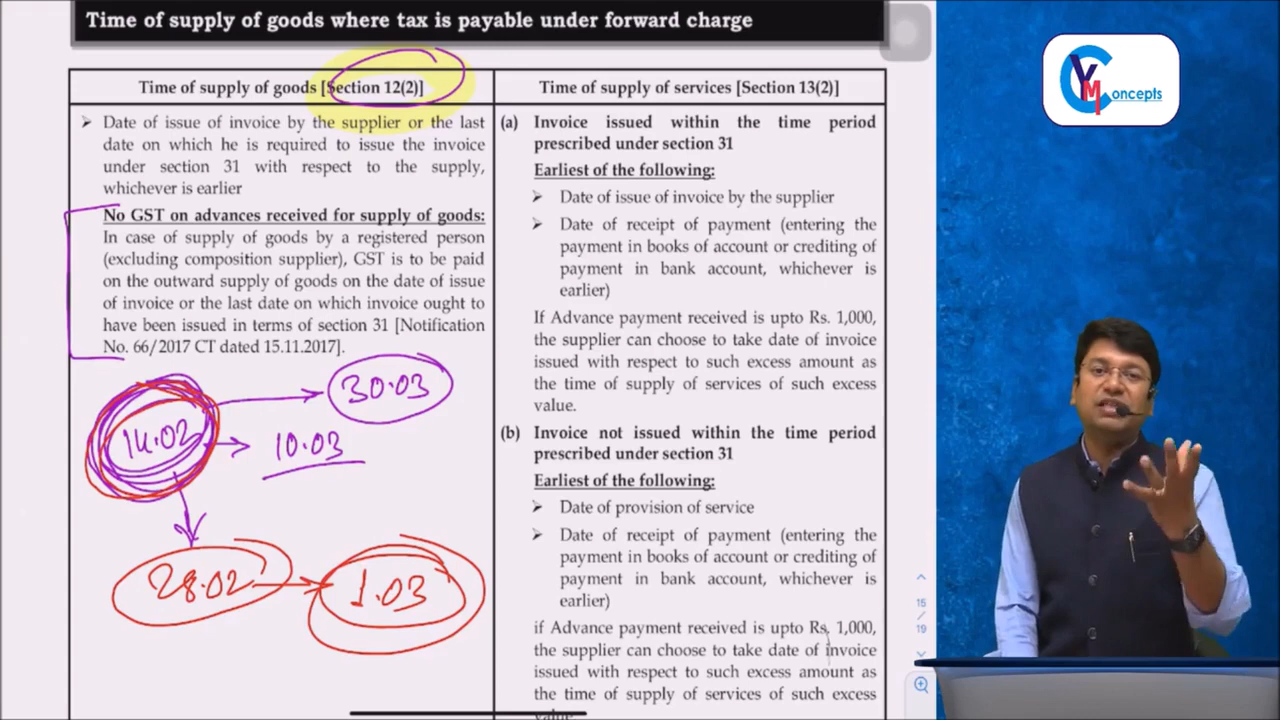 Time of supply of goods where tax is payable under forward charge
Time of supply of goods [Section 12(2)]
➢ Date of issue of invoice by the supplier or the last
date on which he is required to issue the invoice
under section 31 with respect to the supply,
whichever is earlier
No GST on advances received for supply of goods:
In case of supply of goods by a registered person
(excluding composition supplier), GST is to be paid
on the outward supply of goods on the date of issue
of invoice or the last date on which invoice ought to
have been issued in terms of section 31 [Notification
No. 66/2017 CT dated 15.11.2017].
30.03
14.02
10.03
28.02
1.03
Time of supply of services [Section 13(2)]
(a) Invoice issued within the time period
prescribed under section 31
Earliest of the following:
➢ Date of issue of invoice by the supplier
➢ Date of receipt of payment (entering the
payment in books of account or crediting of
payment in bank account, whichever is
earlier)
If Advance payment received is upto Rs. 1,000,
the supplier can choose to take date of invoice
issued with respect to such excess amount as
the time of supply of services of such excess
value.
(b) Invoice not issued within the time period
prescribed under section 31
Earliest of the following:
➢ Date of provision of service
➢ Date of receipt of payment (entering the
payment in books of account or crediting of
payment in bank account, whichever is
earlier)
if Advance payment received is upto Rs. 1,000,
the supplier can choose to take date of invoice
issued with respect to such excess amount as
the time of supply of services of such excess
value
15
/
19
CYM
oncepts